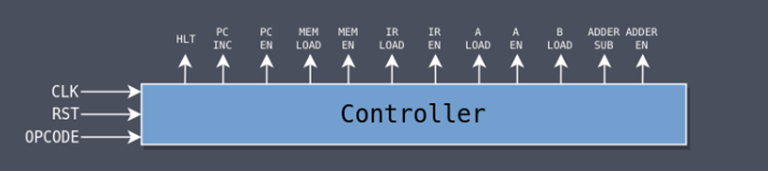 HLT
PC
INC
PC
EN
MEM
LOAD
MEM
EN
IR
LOAD
IR
EN
A
LOAD
A
EN
B
LOAD
ADDER
SUB
ADDER
EN
CLK
RST
OPCODE
Controller